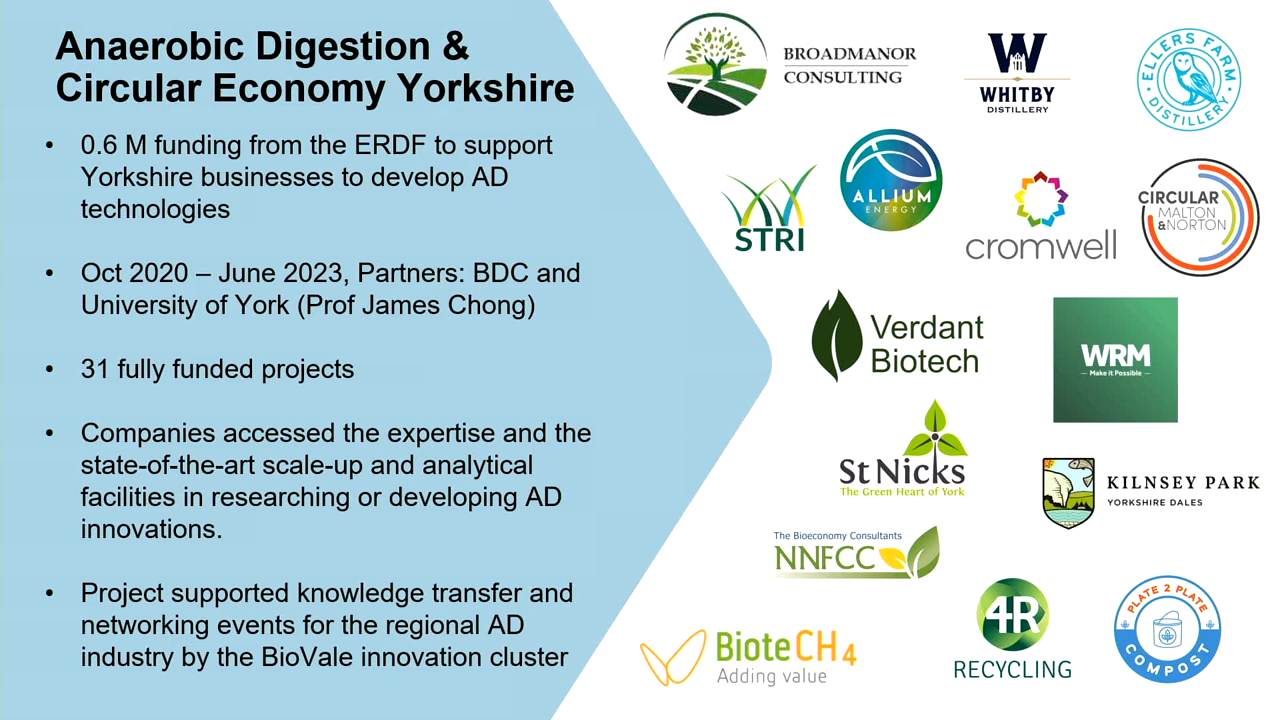 Anaerobic Digestion &
Circular Economy Yorkshire
• 0.6 M funding from the ERDF to support
Yorkshire businesses to develop AD
technologies
• Oct 2020 – June 2023, Partners: BDC and
University of York (Prof James Chong)
• 31 fully funded projects
• Companies accessed the expertise and the
state-of-the-art scale-up and analytical
facilities in researching or developing AD
innovations.
• Project supported knowledge transfer and
networking events for the regional AD
industry by the BioVale innovation cluster
BROADMANOR
CONSULTING
W
WHITBY
DISTILLERY
ELLERS FARM
DISTILLERY
STRI
ALLIUM
ENERGY
cromwell
CIRCULAR
MALTON
&NORTON
Verdant
Biotech
WRM
— Make it Possible —
St Nicks
The Green Heart of York
KILNSEY PARK
YORKSHIRE DALES
The Bioeconomy Consultants
NNFCC
BioteCH4
Adding value
4R
RECYCLING
PLATE 2 PLATE
COMPOST